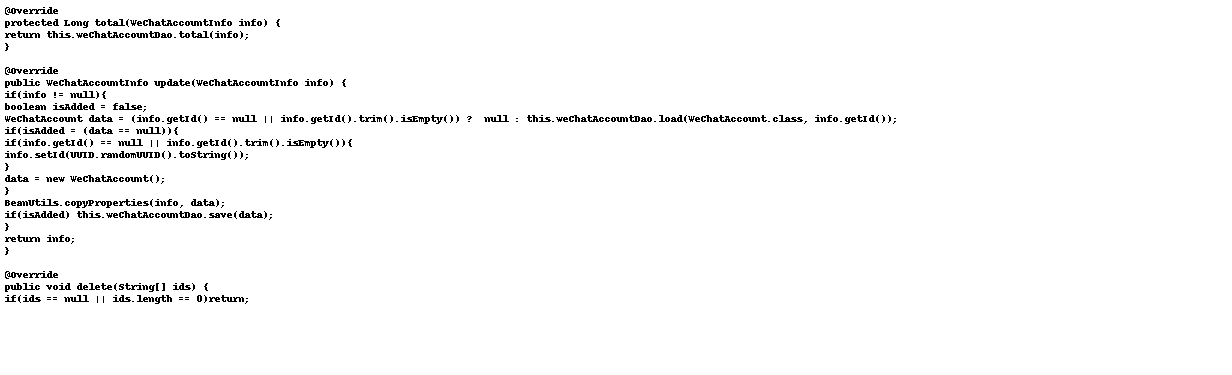 @Override
protected Long total(WeChatAccountInfo info) {
return this.weChatAccountDao.total(info);
}

@Override
public WeChatAccountInfo update(WeChatAccountInfo info) {
if(info != null){
boolean isAdded = false;
WeChatAccount data = (info.getId() == null || info.getId().trim().isEmpty()) ?  null : this.weChatAccountDao.load(WeChatAccount.class, info.getId());
if(isAdded = (data == null)){
if(info.getId() == null || info.getId().trim().isEmpty()){
info.setId(UUID.randomUUID().toString());
}
data = new WeChatAccount();
}
BeanUtils.copyProperties(info, data);
if(isAdded) this.weChatAccountDao.save(data);
}
return info;
}

@Override
public void delete(String[] ids) {
if(ids == null || ids.length == 0)return;